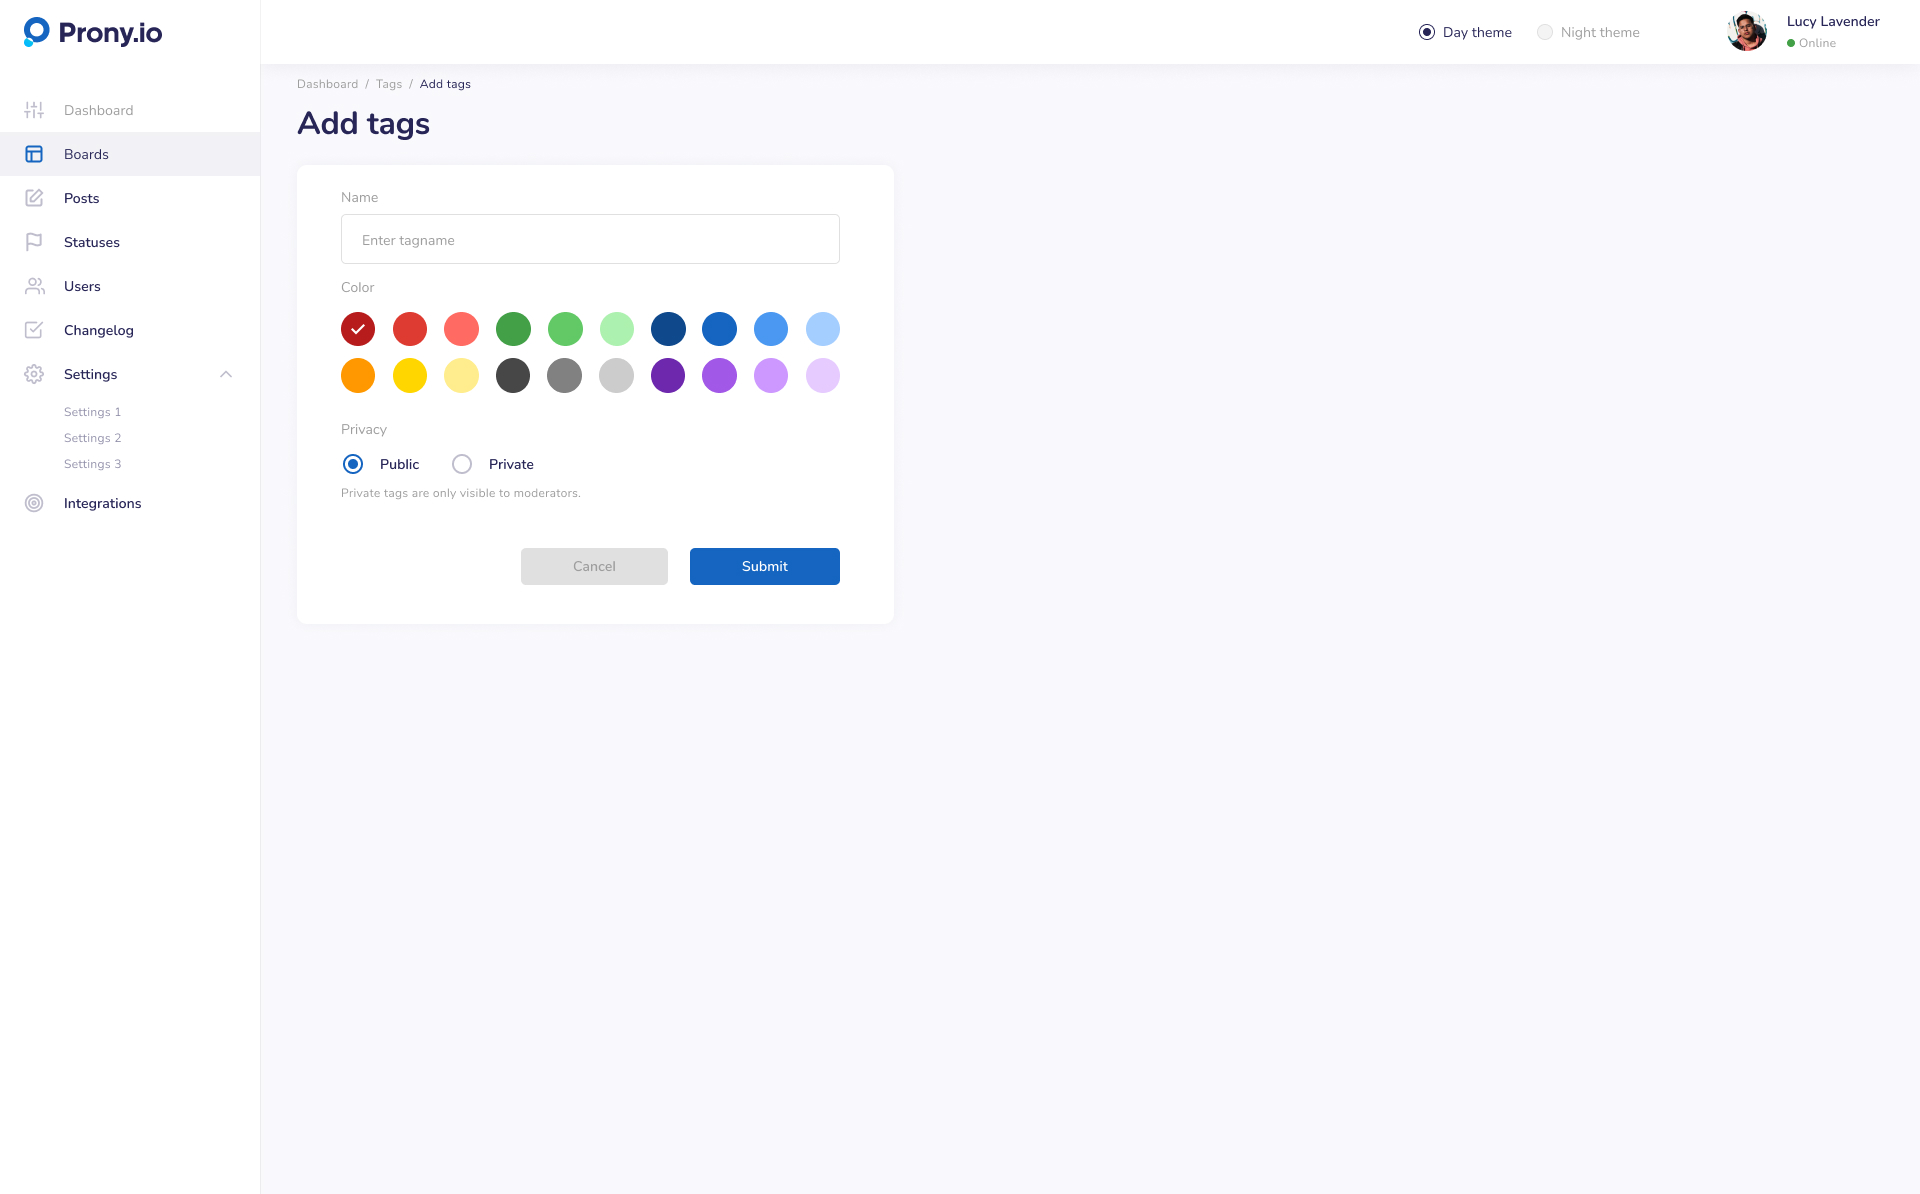 Prony.io
Day theme
Night theme
Lucy Lavender
Online
Dashboard
Boards
Posts
Statuses
Users
Changelog
Settings
Settings 1
Settings 2
Settings 3
Integrations
Dashboard / Tags / Add tags
Add tags
Name
Enter tagname
Color
Privacy
Public
Private
Private tags are only visible to moderators.
Cancel
Submit